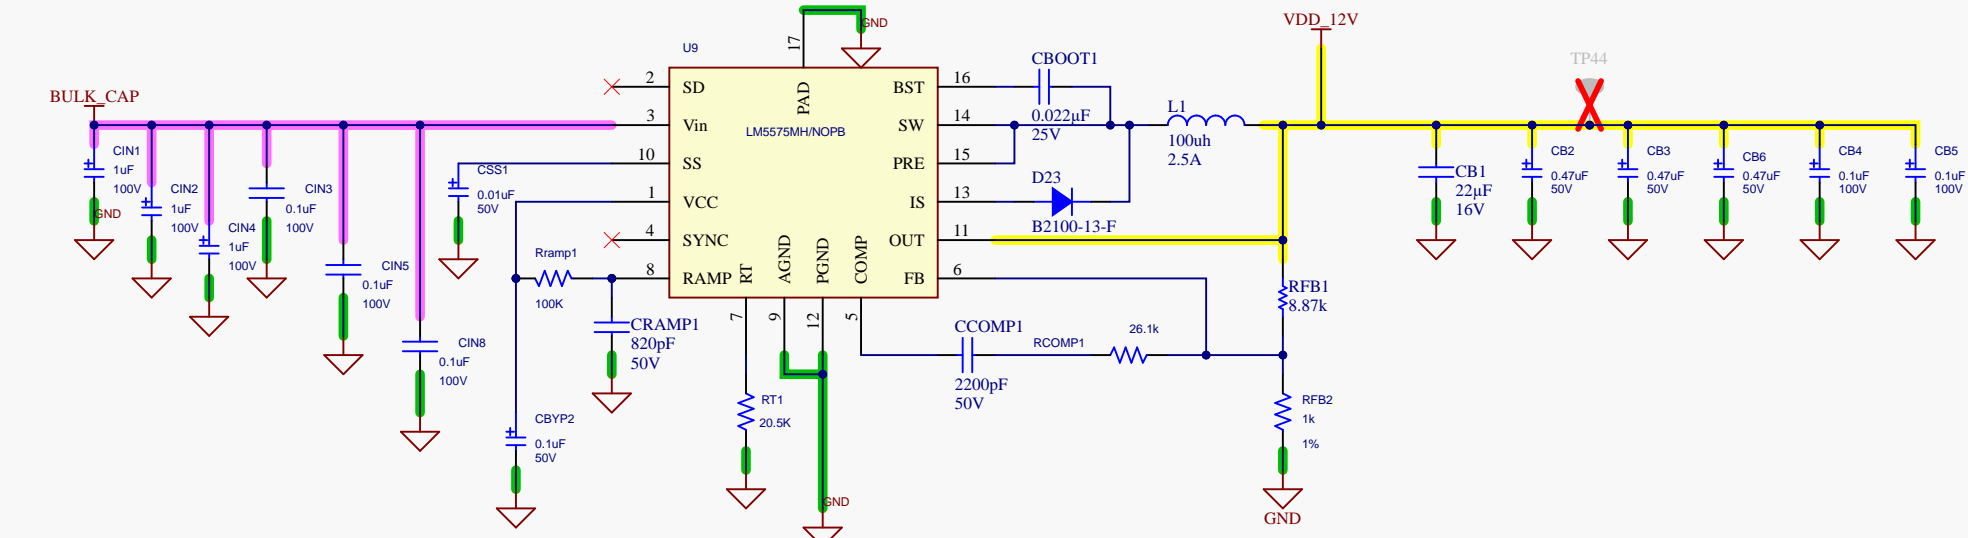 VDD_12V
GND
17
U9
TP44
CBOOT1
2
SD
PAD
BST
16
BULK_CAP
L1
0.022µF
25V
3
Vin
LM5575MH/NOPB
SW
14
100uh
2.5A
CIN1
1uF
100V
CB2
0.47uF
50V
CB3
0.47uF
50V
CB6
0.47uF
50V
CB4
0.1uF
100V
CB5
0.1uF
100V
10
SS
PRE
15
CSS1
0.01uF
50V
CB1
22µF
16V
D23
CIN2
1uF
100V
CIN3
0.1uF
100V
1
VCC
IS
13
GND
B2100-13-F
CIN4
1uF
100V
4
SYNC
OUT
11
Rramp1
100K
8
RAMP
RT
AGND
PGND
COMP
FB
6
CIN5
0.1uF
100V
RFB1
8.87k
7
9
12
5
CRAMP1
820pF
50V
CCOMP1
2200pF
50V
RCOMP1
26.1k
CIN8
0.1uF
100V
RT1
20.5K
RFB2
1k
1%
CBYP2
0.1uF
50V
GND
GND